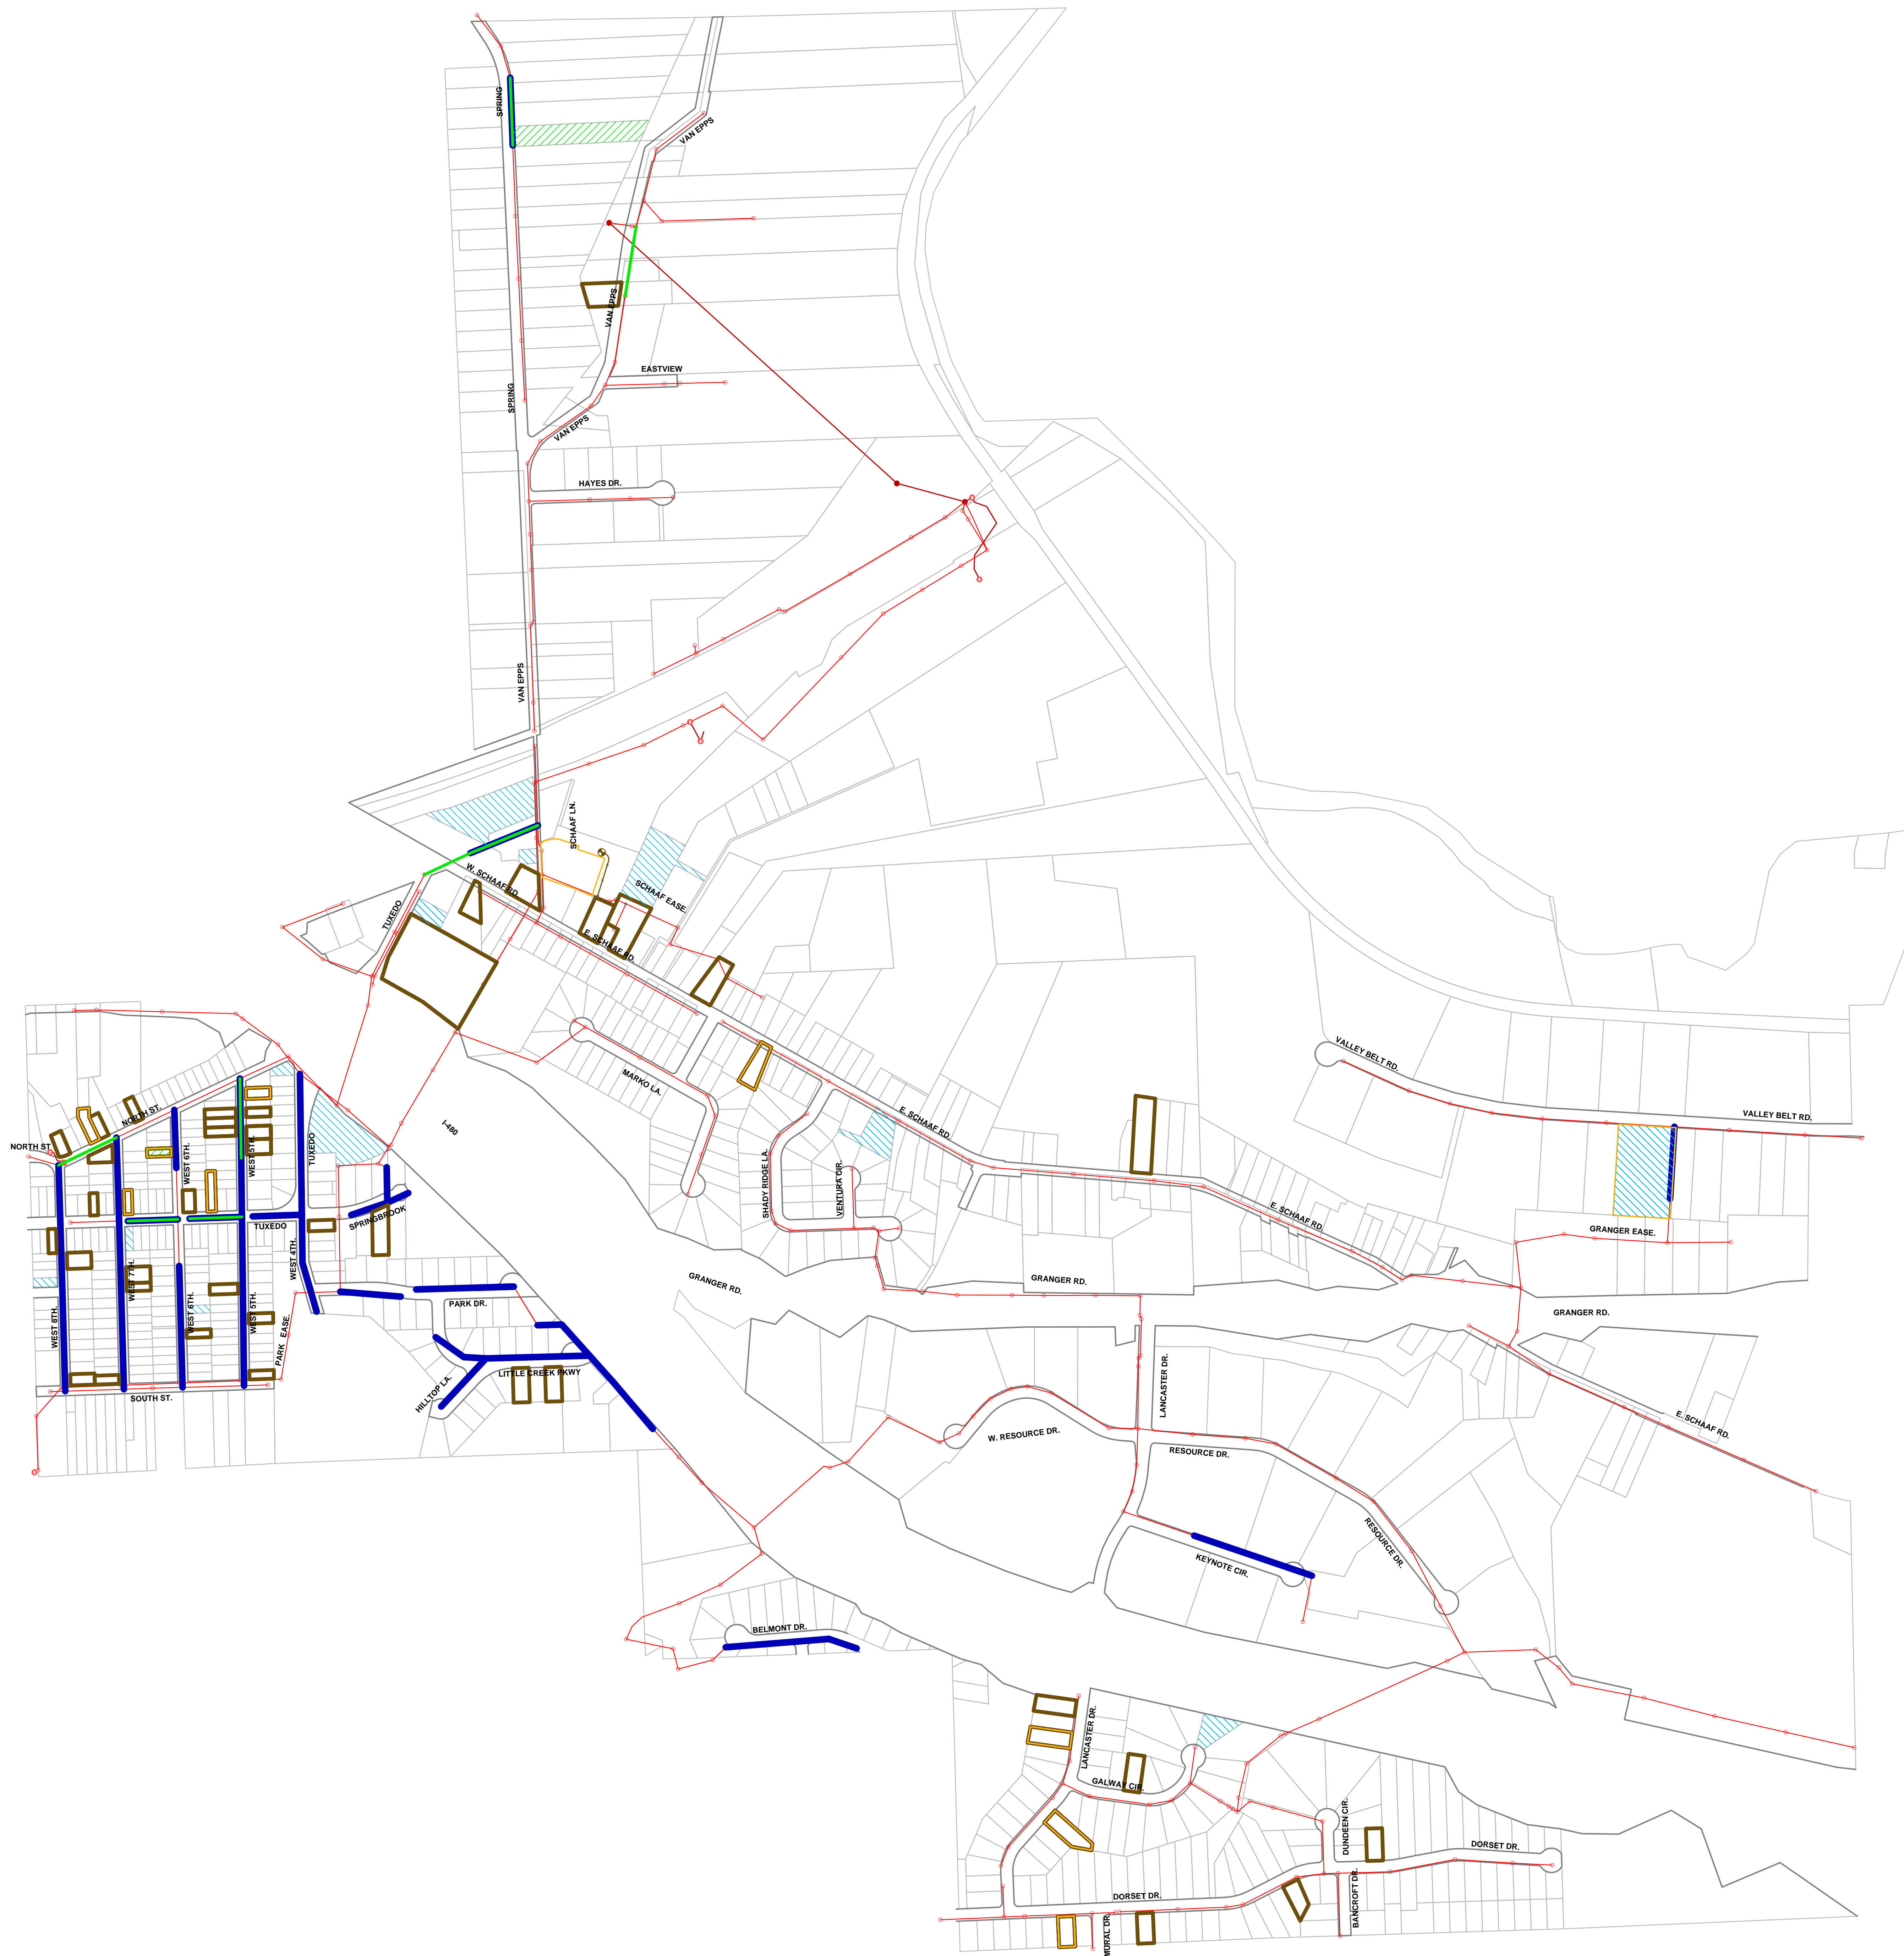 SPRING
VAN EPPS
VAN EPPS
EASTVIEW
SPRING
VAN EPPS
HAYES DR.
VAN EPPS
SCHAAF LN.
W. SCHAAF RD.
SCHAAF EASE.
TUXEDO
E. SCHAAF RD.
VALLEY BELT RD.
MARKO LA.
VALLEY BELT RD.
NORTH ST.
I-480
E. SCHAAF RD.
NORTH ST
WEST 6TH.
WEST 5TH.
TUXEDO
SHADY RIDGE LA.
VENTURA CIR.
SPRINGBROOK
TUXEDO
E. SCHAAF RD.
GRANGER EASE.
WEST 4TH.
WEST 7TH.
GRANGER RD.
GRANGER RD.
PARK DR.
GRANGER RD.
WEST 8TH.
WEST 6TH.
WEST 5TH.
PARK EASE.
LITTLE CREEK PKWY
LANCASTER DR.
HILLTOP LA.
SOUTH ST.
E. SCHAAF RD.
W. RESOURCE DR.
RESOURCE DR.
RESOURCE DR.
KEYNOTE CIR.
BELMONT DR.
LANCASTER DR.
GALWAY CIR.
DUNDEEN CIR.
DORSET DR.
DORSET DR.
BANCROFT DR.
MURAL DR.